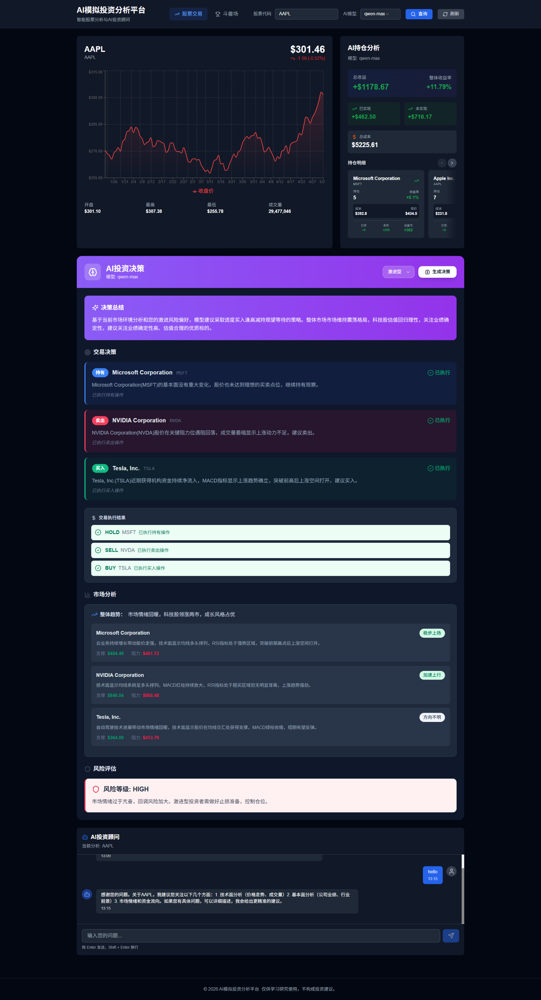 AI模拟投资分析平台
智能股票分析与AI投资顾问
股票交易
斗兽场
股票代码:
AAPL
AI模型:
qwen-max
查询
刷新
AAPL
AAPL
$301.46
-1.59 (-0.52%)
$315.00
$300.00
$285.00
$270.00
$255.00
1/26 1/31 2/4 2/8 2/12 2/17 2/22 2/27 3/3 3/7 3/11 3/16 3/21 3/26 3/31 4/4 4/8 4/12 4/17 4/22 4/27 5/2
收盘价
开盘 最高 最低 成交量
$301.10 $307.38 $255.78 29,477,046
AI持仓分析
模型: qwen-max
总收益 整体收益率
+$1178.67 +11.79%
已实现 未实现
+$462.50 +$716.17
总成本
$5225.61
持仓明细
Microsoft Corporation
MSFT
持仓 收益率
5 +0.1%
成本 现价
$392.8 $434.5
已实 未实 总盈亏
+0 +208 +362
Apple Inc.
AAPL
持仓
7
成本
$231.8
已实
+0
AI投资决策
模型: qwen-max
激进型
生成决策
决策总结
基于当前市场环境分析和您的激进风险偏好，模型建议采取适度买入逢高减持观望等待的策略。整体市场市场维持震荡格局，科技股估值回归理性，关注业绩确
定性，建议关注业绩确定性高、估值合理的优质标的。
交易决策
持有 Microsoft Corporation MSFT 已执行
Microsoft Corporation(MSFT)的基本面没有重大变化，股价也未达到理想的买卖点位，继续持有观察。
已执行持有操作
卖出 NVIDIA Corporation NVDA 已执行
NVIDIA Corporation(NVDA)股价在关键阻力位遇阻回落，成交量萎缩显示上涨动力不足，建议卖出。
已执行卖出操作
买入 Tesla, Inc. TSLA 已执行
Tesla, Inc.(TSLA)近期获得机构资金持续净流入，MACD指标显示上涨趋势确立，突破前高后上涨空间打开，建议买入。
已执行买入操作
交易执行结果
HOLD MSFT 已执行持有操作
SELL NVDA 已执行卖出操作
BUY TSLA 已执行买入操作
市场分析
整体趋势： 市场情绪回暖，科技股领涨两市，成长风格占优
Microsoft Corporation 稳步上扬
云业务持续增长带动股价走强，技术面显示均线多头排列，RSI指标处于强势区域，突破前期高点后上涨空间打开。
支撑: $404.49 阻力: $451.72
NVIDIA Corporation 加速上行
技术面显示均线系统呈多头排列，MACD红柱持续放大，RSI指标处于超买区域但无明显背离，上涨趋势强劲。
支撑: $846.04 阻力: $955.48
Tesla, Inc. 方向不明
自动驾驶技术进展带动市场情绪回暖，技术面显示股价在均线交汇处获得支撑，MACD绿柱收缩，短期有望反弹。
支撑: $364.09 阻力: $413.79
风险评估
风险等级: HIGH
市场情绪过于亢奋，回调风险加大。激进型投资者需做好止损准备，控制仓位。
AI投资顾问
当前分析: AAPL
13:09
hello
13:15
感谢您的问题。关于AAPL，我建议您关注以下几个方面：1. 技术面分析（价格走势、成交量）2. 基本面分析（公司业绩、行业
前景）3. 市场情绪和资金流向。如果您有具体问题，可以详细描述，我会给出更精准的建议。
13:15
输入您的问题...
按 Enter 发送，Shift + Enter 换行
© 2026 AI模拟投资分析平台. 仅供学习研究使用，不构成投资建议。